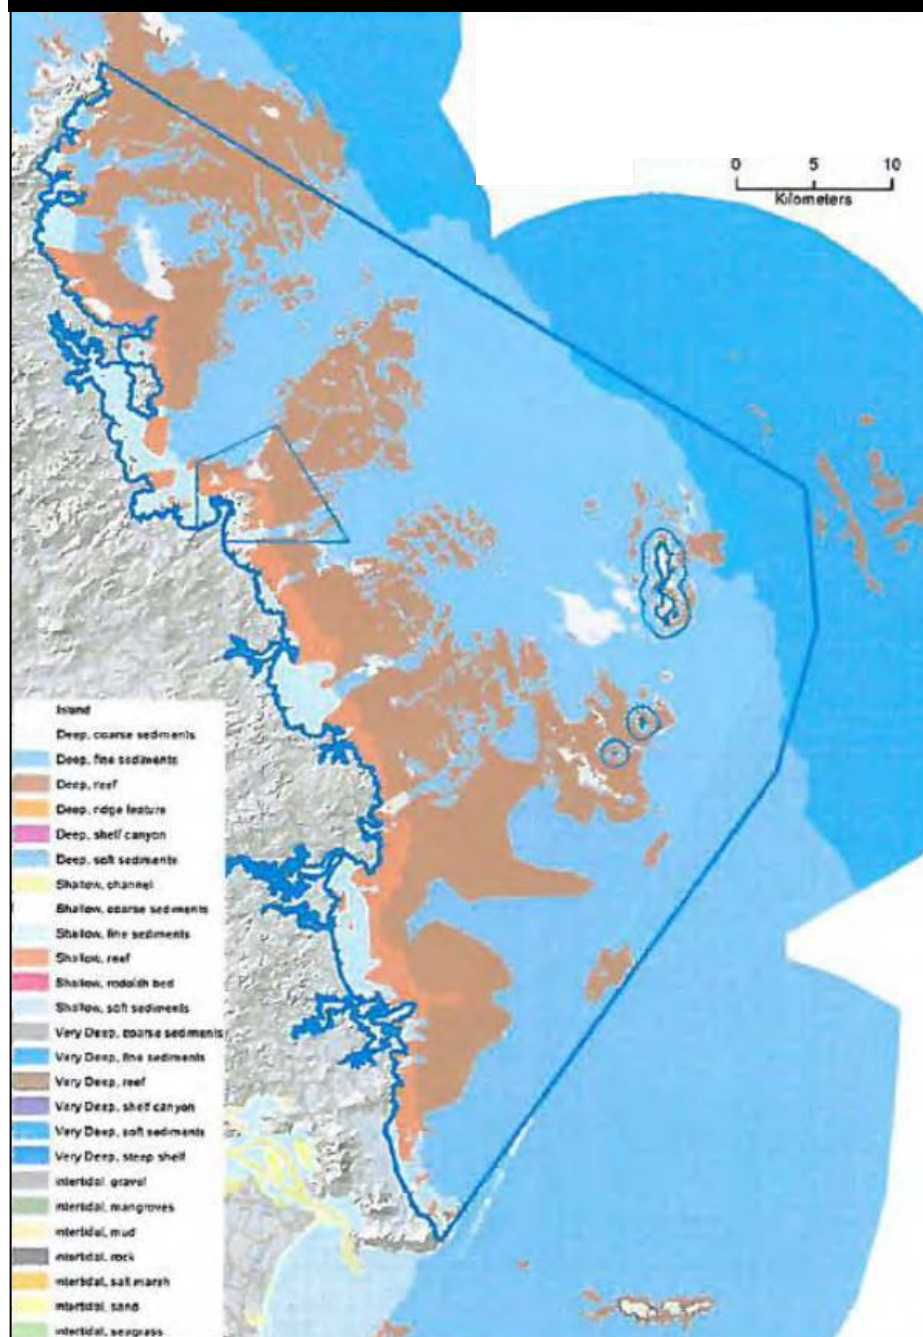 0 5 10
Kilometers
Island
Deep, coarse sediments
Deep, fine sediments
Deep, reef
Deep, ridge feature
Deep, shelf canyon
Deep, soft sediments
Shallow, channel
Shallow, coarse sediments
Shallow, fine sediments
Shallow, reef
Shallow, rodolith bed
Shallow, soft sediments
Very Deep, coarse sediments
Very Deep, fine sediments
Very Deep, reef
Very Deep, shelf canyon
Very Deep, soft sediments
Very Deep, steep shelf
intertidal, gravel
intertidal, mangroves
intertidal, mud
intertidal, rock
intertidal, salt marsh
intertidal, sand
intertidal, seagrass